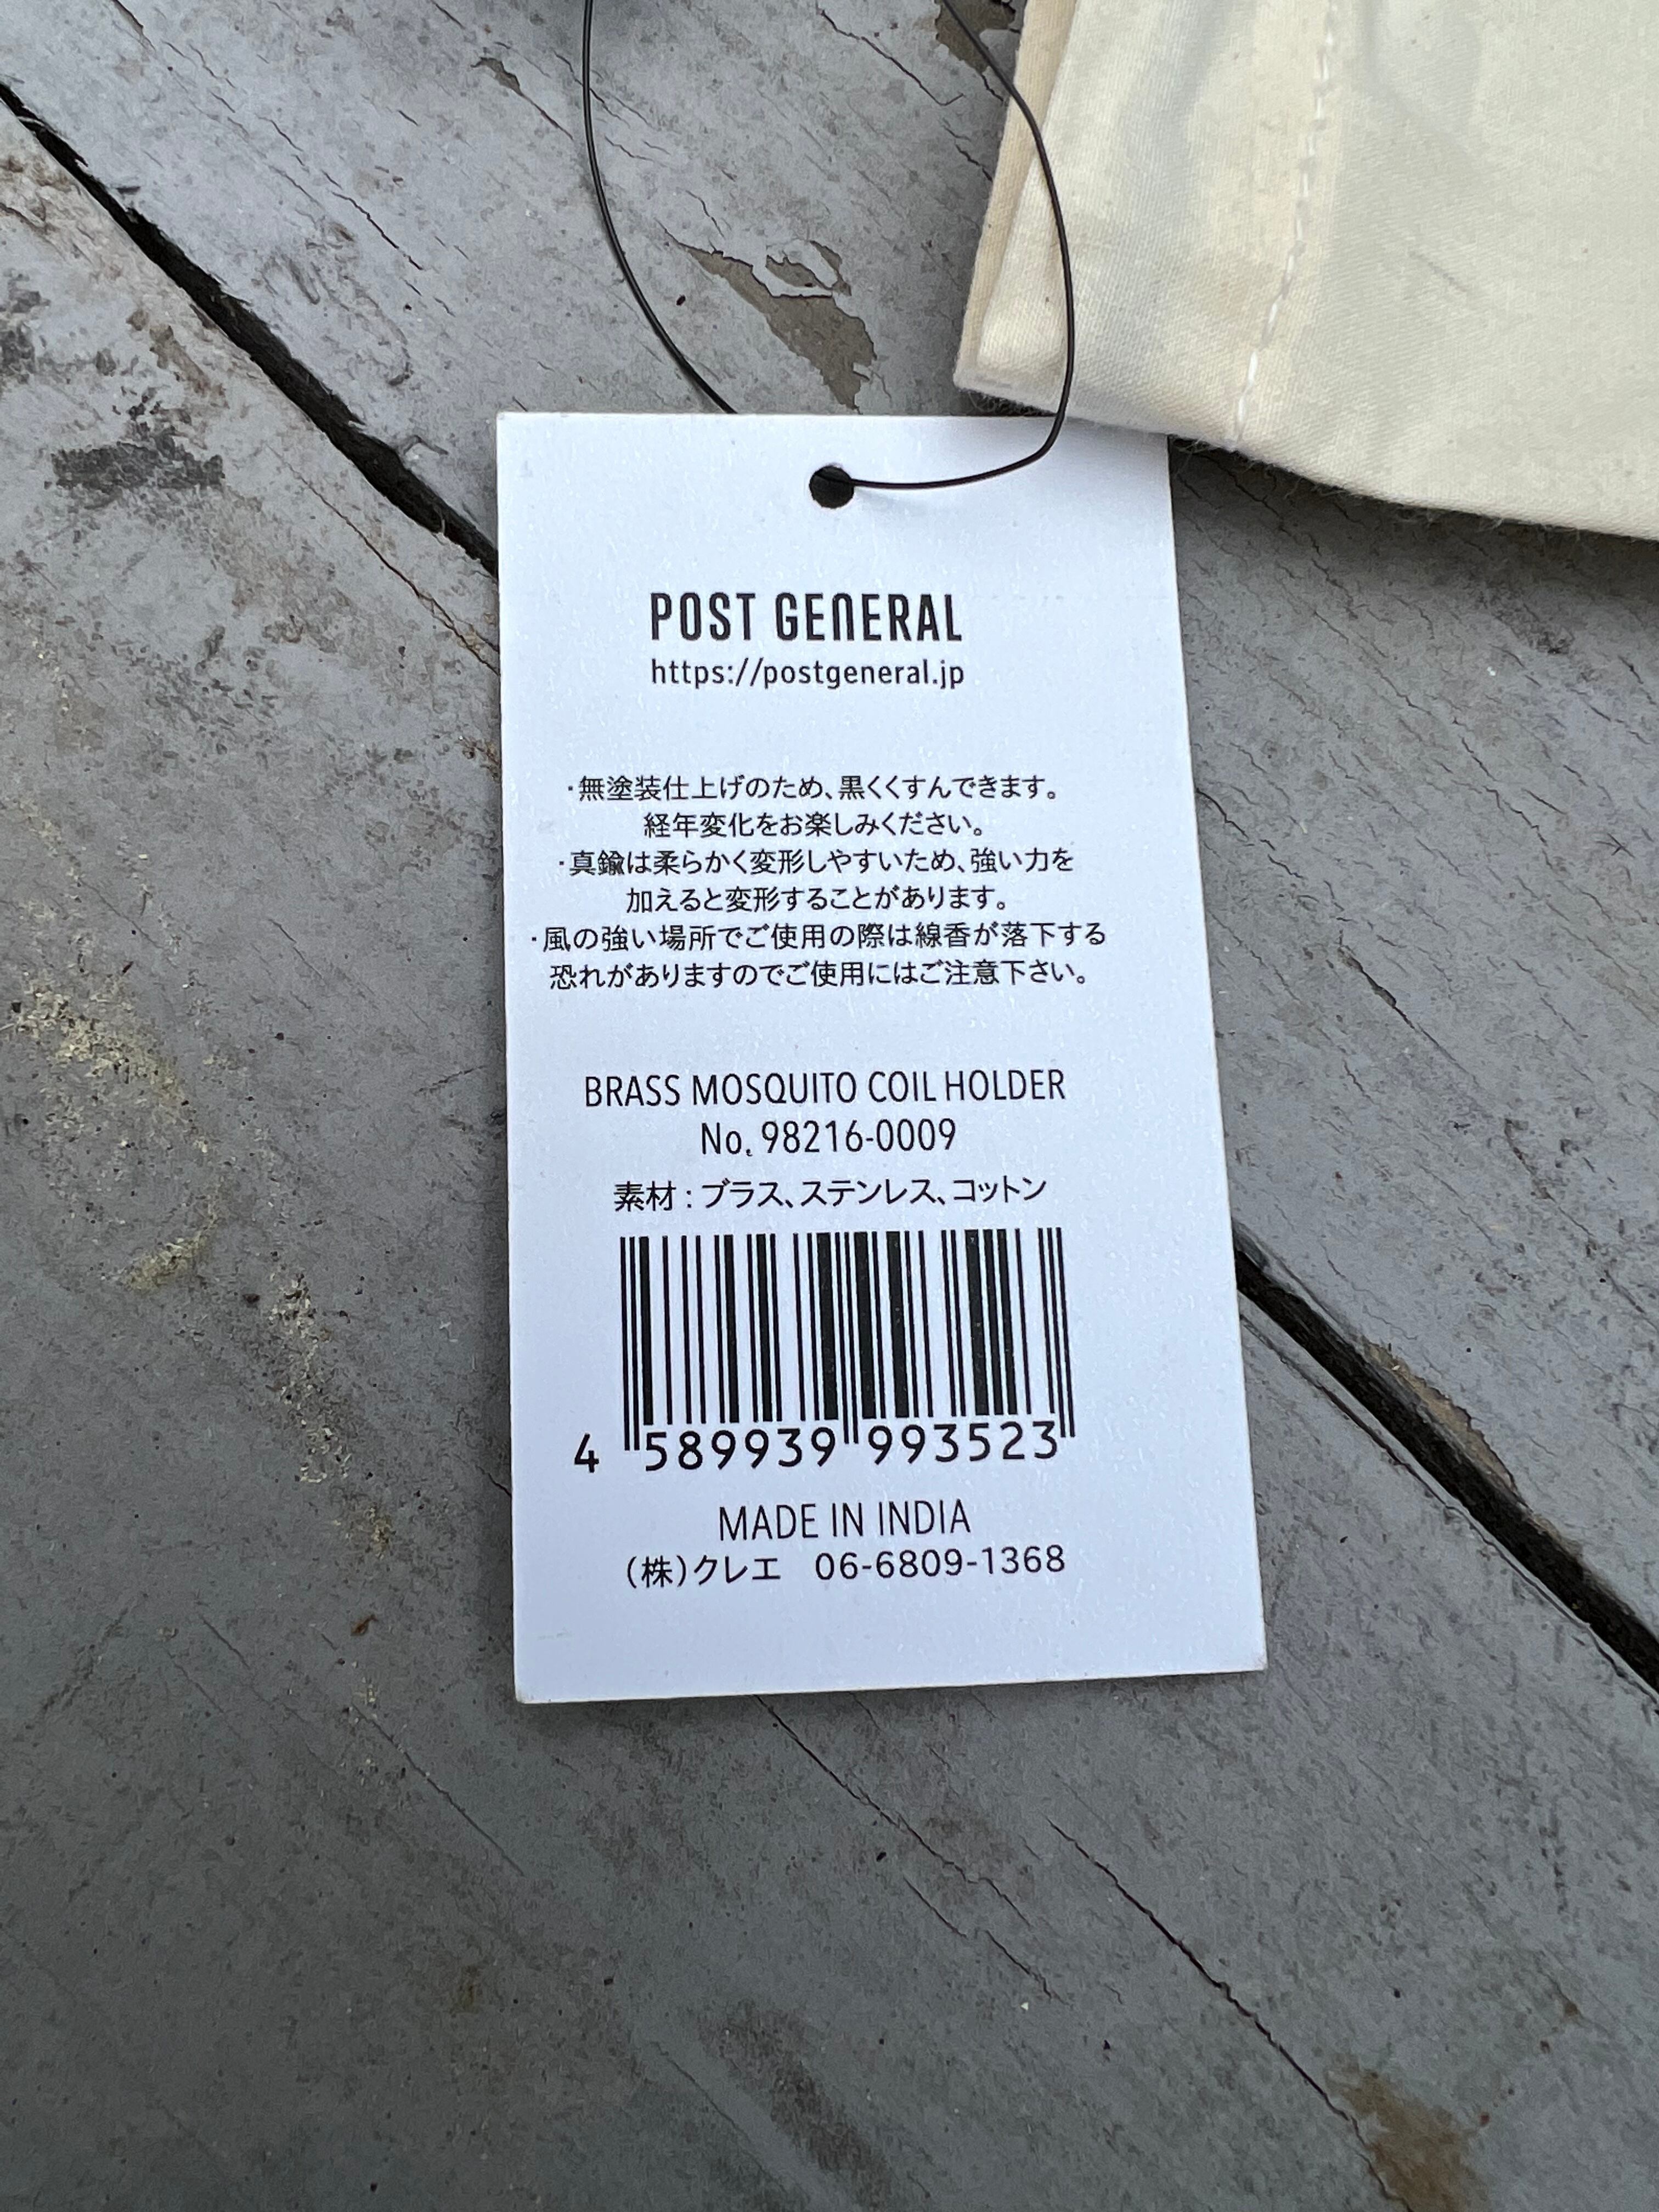 POST GENERAL
https://postgeneral.jp
・無塗装仕上げのため、黒くくすんできます。
経年変化をお楽しみください。
・真鍮は柔らかく変形しやすいため、強い力を
加えると変形することがあります。
・風の強い場所でご使用の際は線香が落下する
恐れがありますのでご使用にはご注意下さい。
BRASS MOSQUITO COIL HOLDER
No. 98216-0009
素材 : ブラス、ステンレス、コットン
4 589939 993523
MADE IN INDIA
(株)クレエ 06-6809-1368